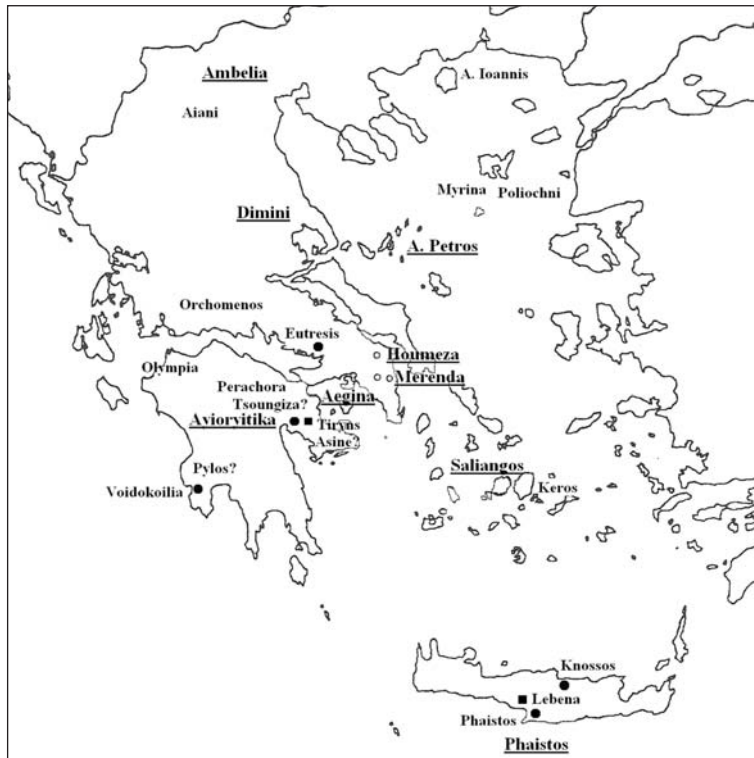 Ambelia
A. Ioannis
Aiani
Myrina
Poliochni
Dimini
A. Petros
Orchomenos
Eutresis
Houmeza
Olympia
Merenda
Perachora
Aegina
Tsoungiza?
Aviorvitika
Tiryns
Asine?
Saliangos
Pylos?
Keros
Voidokoilia
Knossos
Lebena
Phaistos
Phaistos